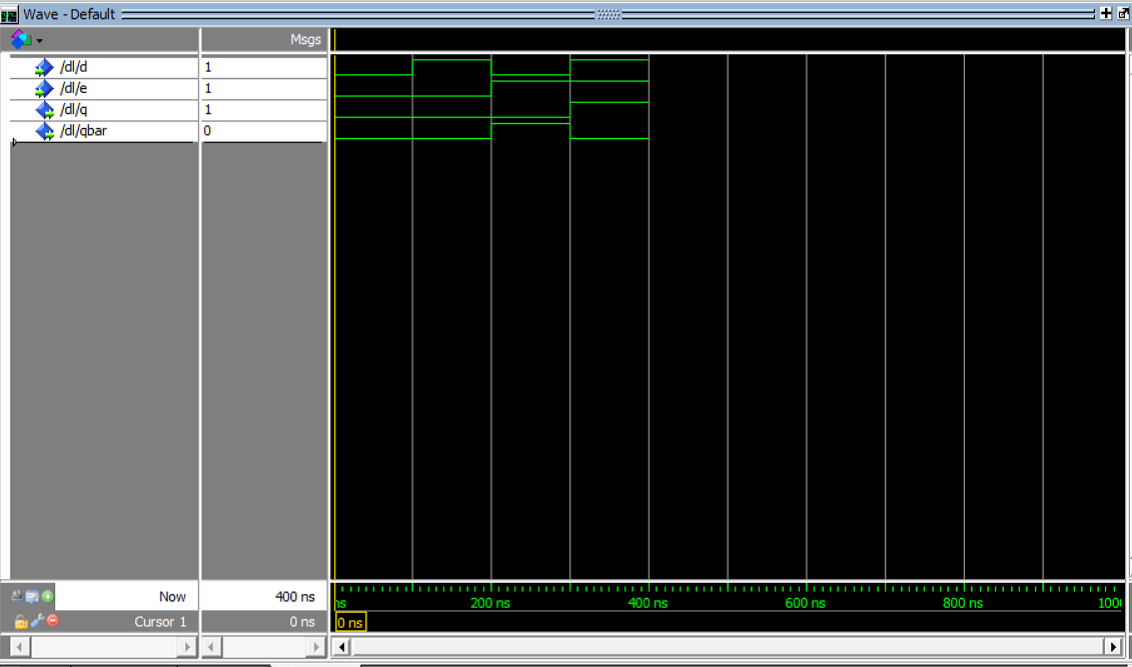 Wave - Default
Msgs
/dl/d 1
/dl/e 1
/dl/q 1
/dl/qbar 0
Now 400 ns
ns 200 ns 400 ns 600 ns 800 ns
Cursor 1 0 ns 0 ns